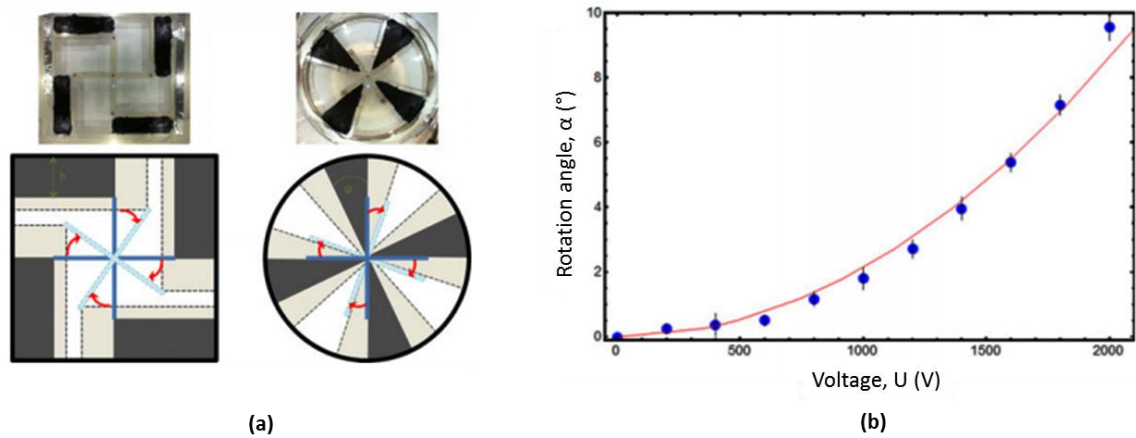 h
φ
(a)
10
8
6
4
2
0
Rotation angle, α (°)
0
500
1000
1500
2000
Voltage, U (V)
(b)